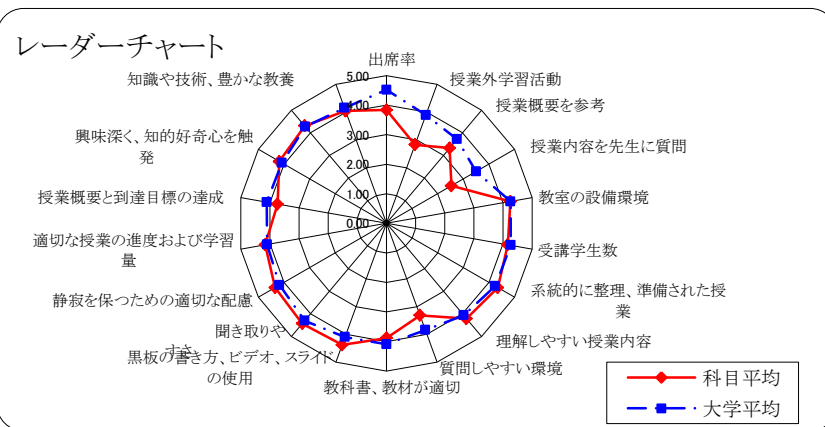 レーダーチャート
出席率
授業外学習活動
授業概要を参考
授業内容を先生に質問
教室の設備環境
受講学生数
系統的に整理、準備された授
業
理解しやすい授業内容
質問しやすい環境
教科書、教材が適切
黒板の書き方、ビデオ、スライド
の使用
聞き取りや
すさ
静寂を保つための適切な配慮
適切な授業の進度および学習
量
授業概要と到達目標の達成
興味深く、知的好奇心を触
発
知識や技術、豊かな教養
5.00
4.00
3.00
2.00
1.00
0.00
科目平均
大学平均